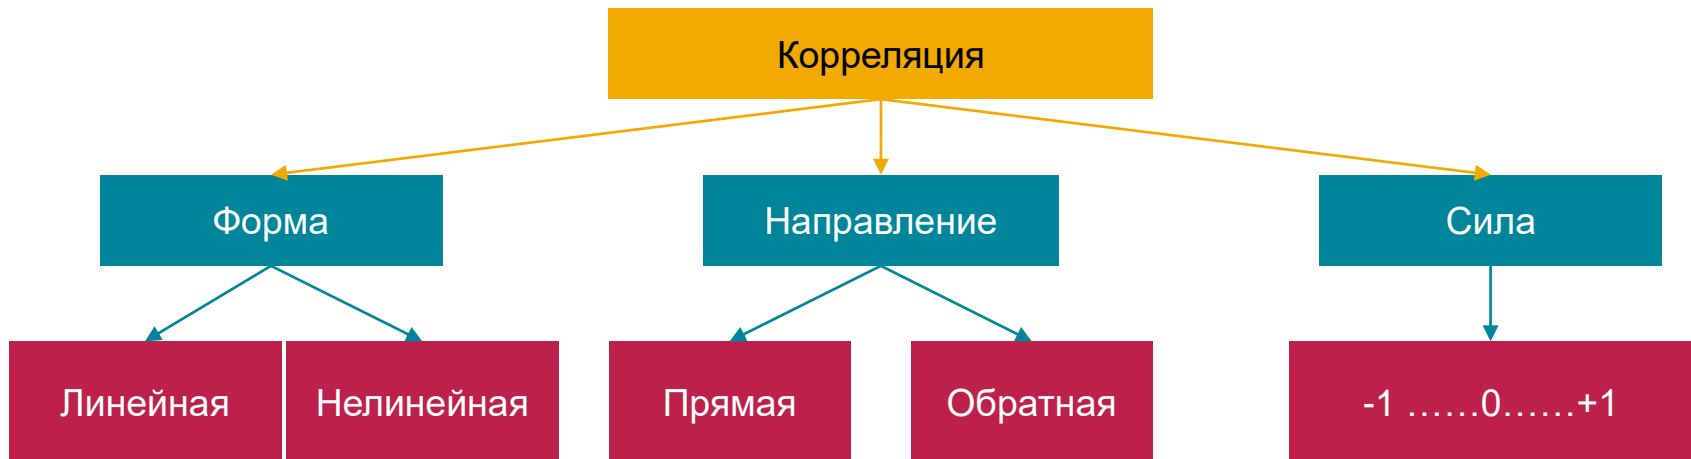 Корреляция
Форма
Направление
Сила
Линейная
Нелинейная
Прямая
Обратная
-1 ……0……+1